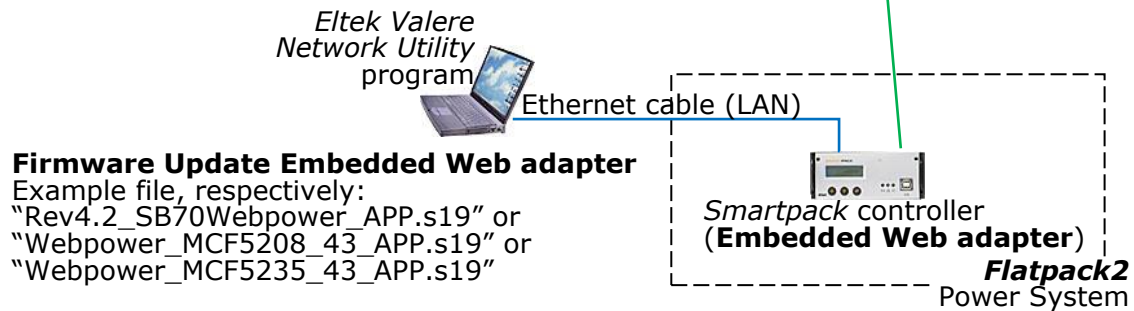 Eltek Valere
Network Utility
program
Ethernet cable (LAN)
Firmware Update Embedded Web adapter
Example file, respectively:
“Rev4.2_SB70Webpower_APP.s19” or
“Webpower_MCF5208_43_APP.s19” or
“Webpower_MCF5235_43_APP.s19”
Smartpack controller
(Embedded Web adapter)
Flatpack2
Power System